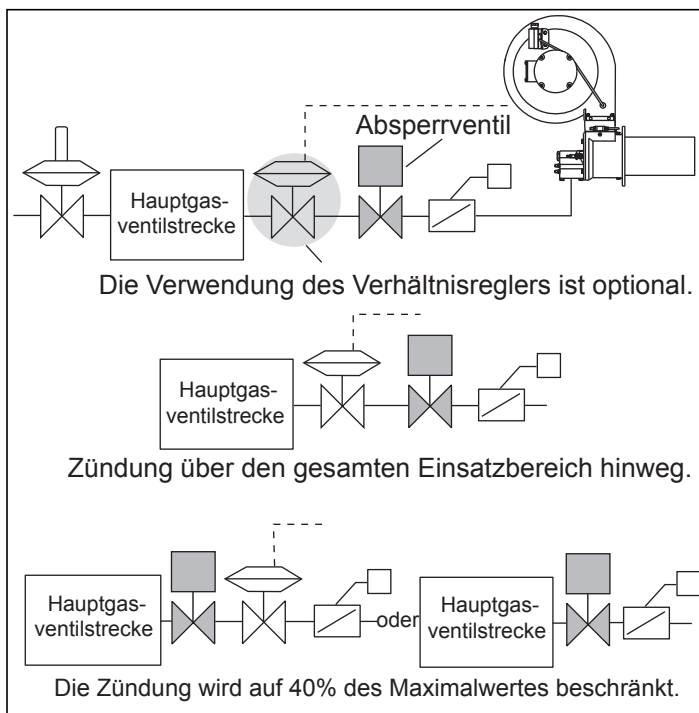 Absperrventil
Hauptgas-
ventilstrecke
Die Verwendung des Verhältnisreglers ist optional.
Hauptgas-
ventilstrecke
Zündung über den gesamten Einsatzbereich hinweg.
Hauptgas-
ventilstrecke
oder
Hauptgas-
ventilstrecke
Die Zündung wird auf 40% des Maximalwertes beschränkt.